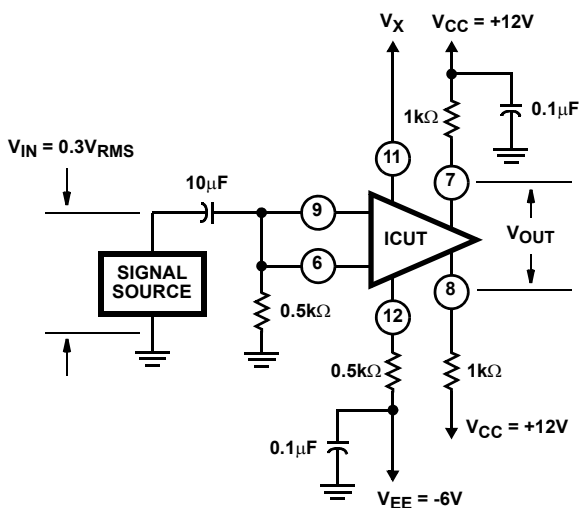 V_X
V_CC = +12V
0.1μF
1kΩ
V_IN = 0.3V_RMS
11
7
10μF
9
ICUT
V_OUT
6
SIGNAL
SOURCE
8
0.5kΩ
12
0.5kΩ
1kΩ
V_CC = +12V
0.1μF
V_EE = -6V